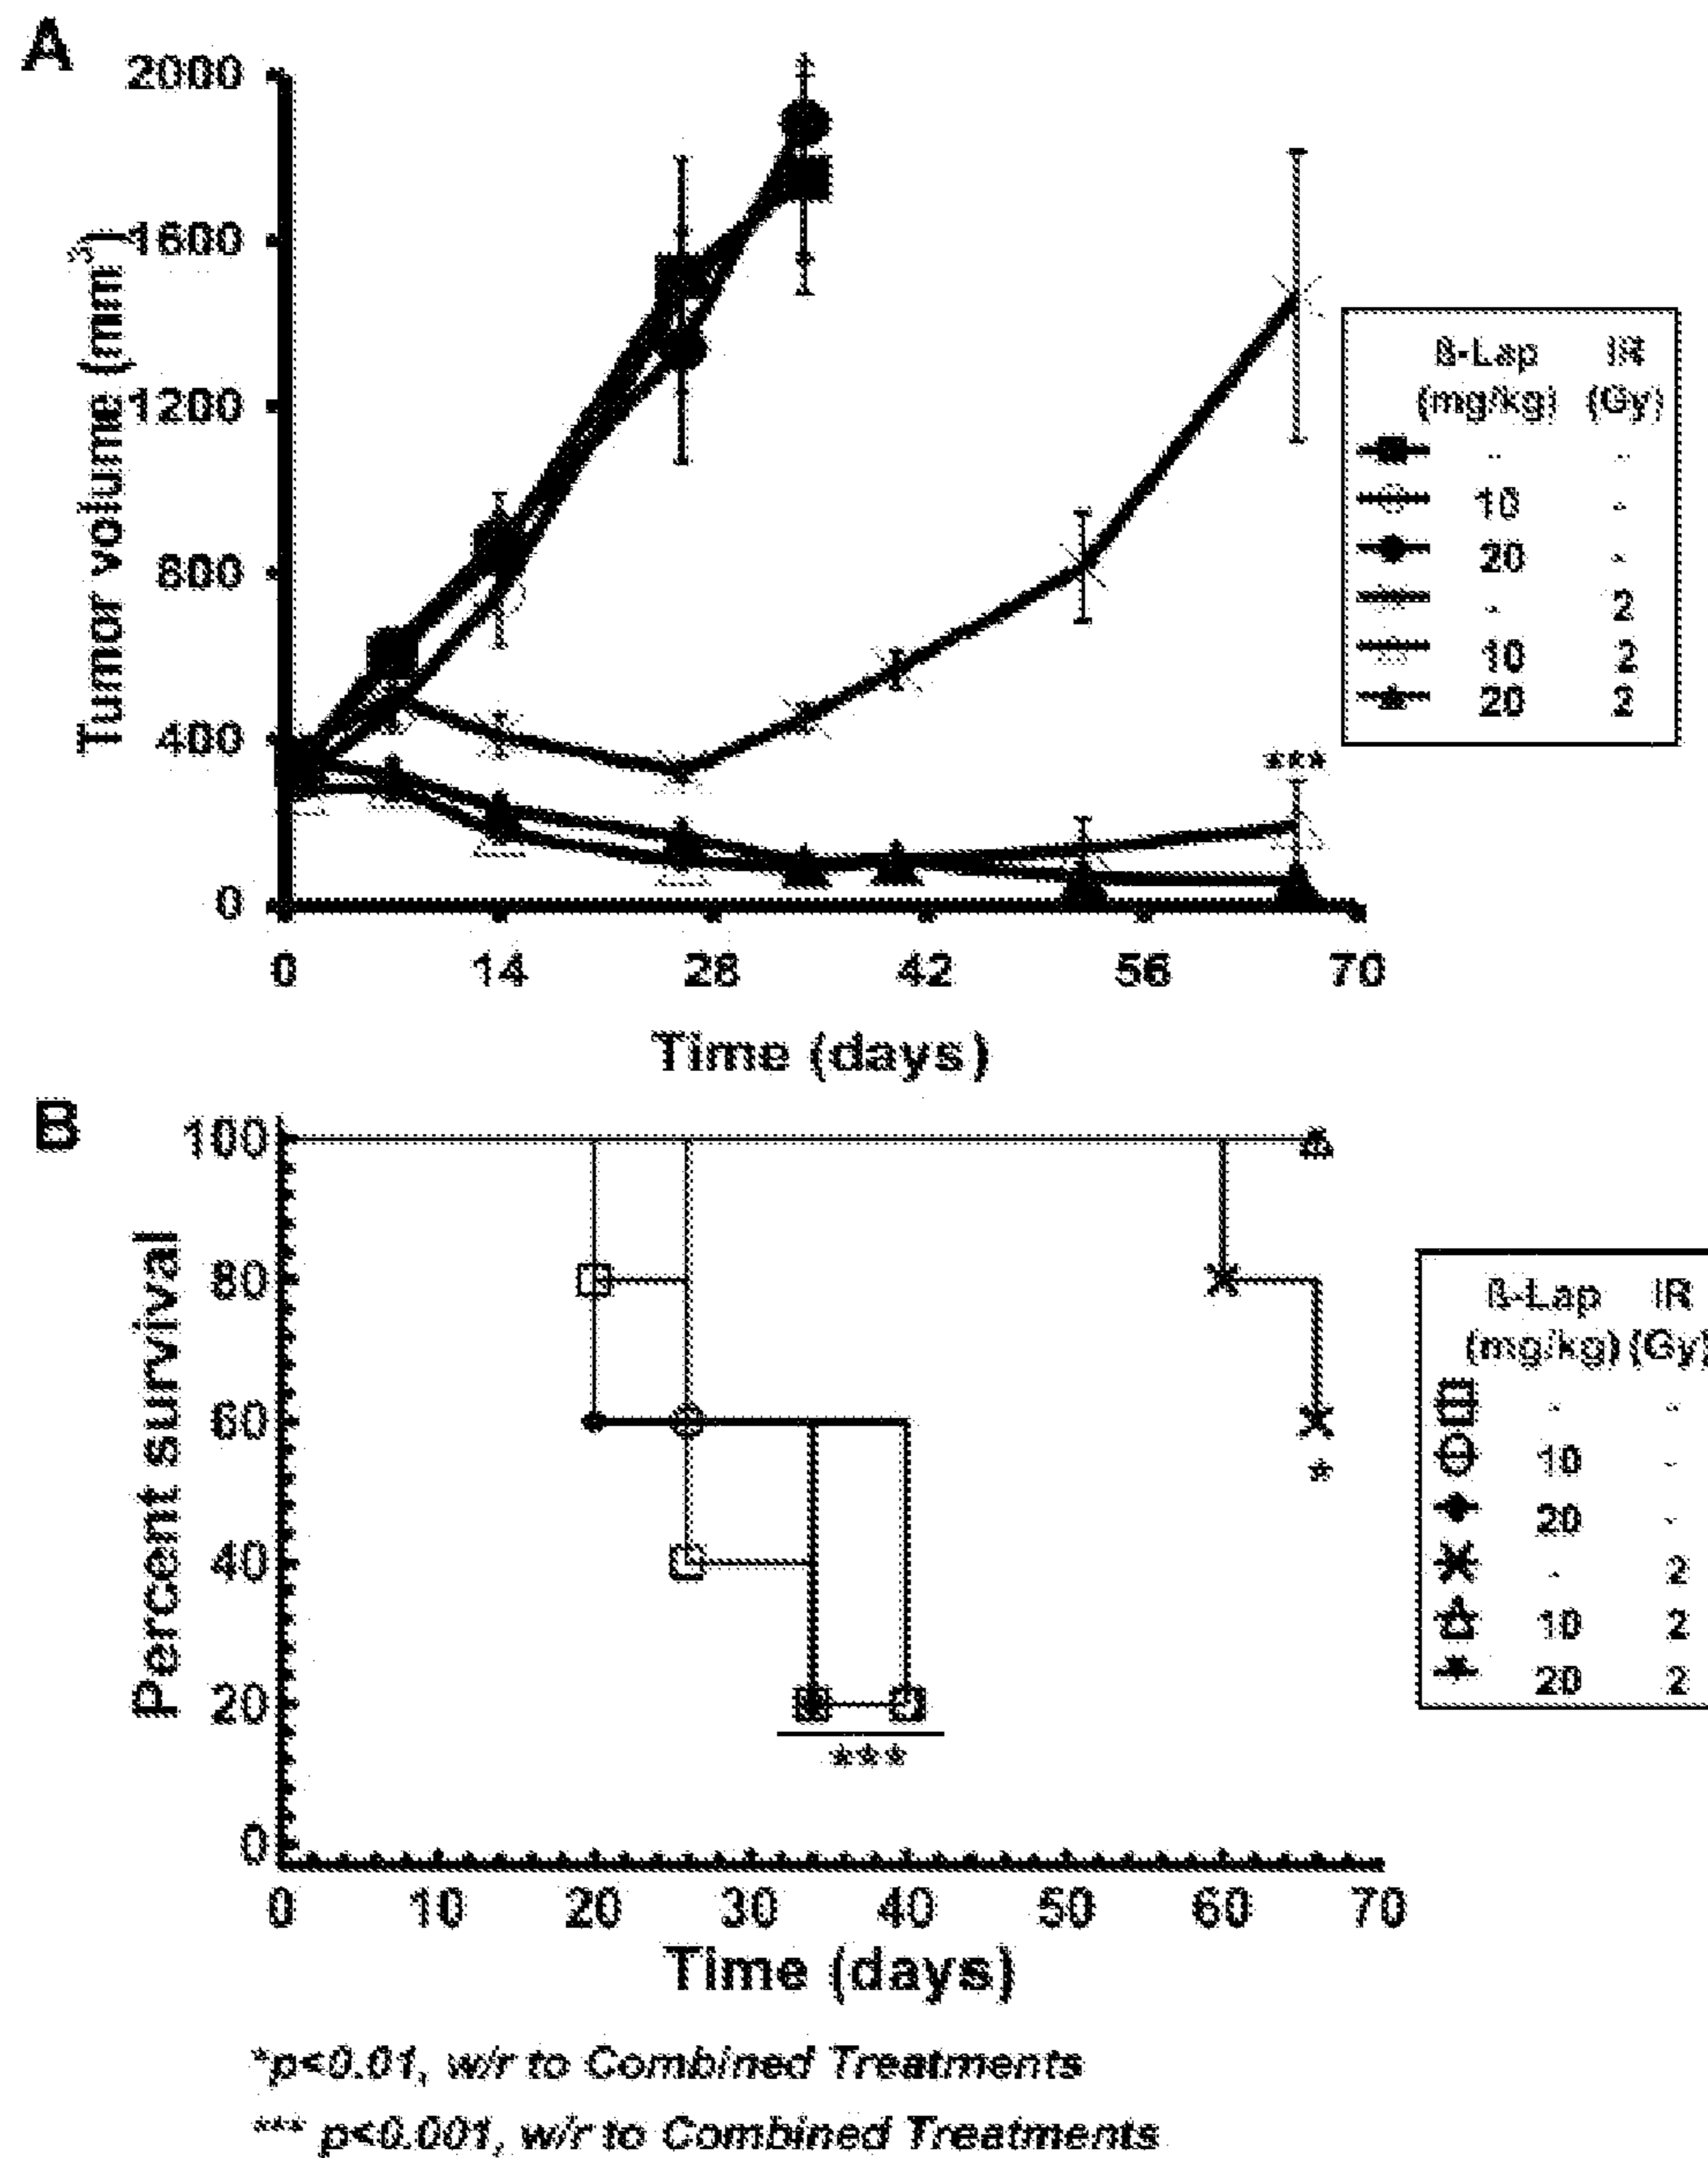 A
2000
1600
1200
800
400
0
Tumor volume (mm³)
0 14 28 42 56 70
Time (days)
ß-Lap IR
(mg/kg) (Gy)
- -
10 -
20 -
- 2
10 2
20 2
***
B
100
80
60
40
20
0
Percent survival
0 10 20 30 40 50 60 70
Time (days)
ß-Lap IR
(mg/kg) (Gy)
- -
10 -
20 -
- 2
10 2
20 2
*
***
*p<0.01, w/r to Combined Treatments
*** p<0.001, w/r to Combined Treatments